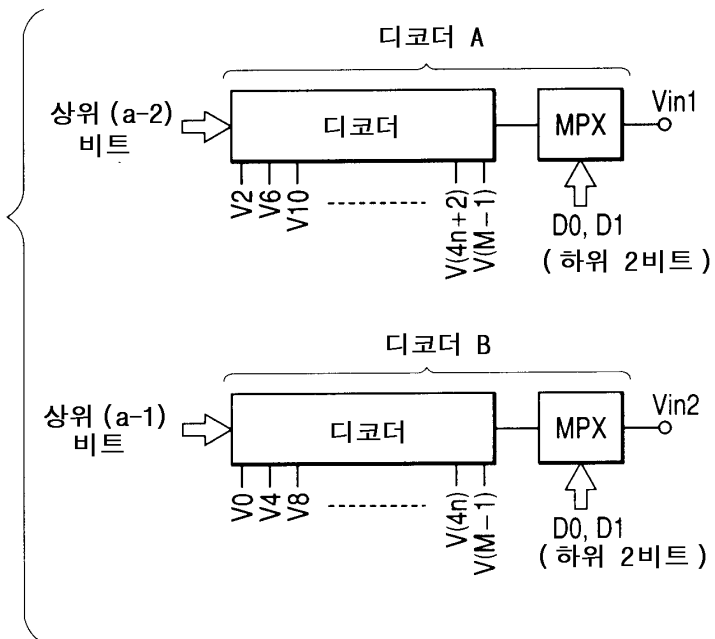 디코더 A
상위 (a-2)
비트
디코더
MPX
Vin1
V2
V6
V10
V(4n+2)
V(M-1)
D0, D1
(하위 2비트)
디코더 B
상위 (a-1)
비트
디코더
MPX
Vin2
V0
V4
V8
V(4n)
V(M-1)
D0, D1
(하위 2비트)